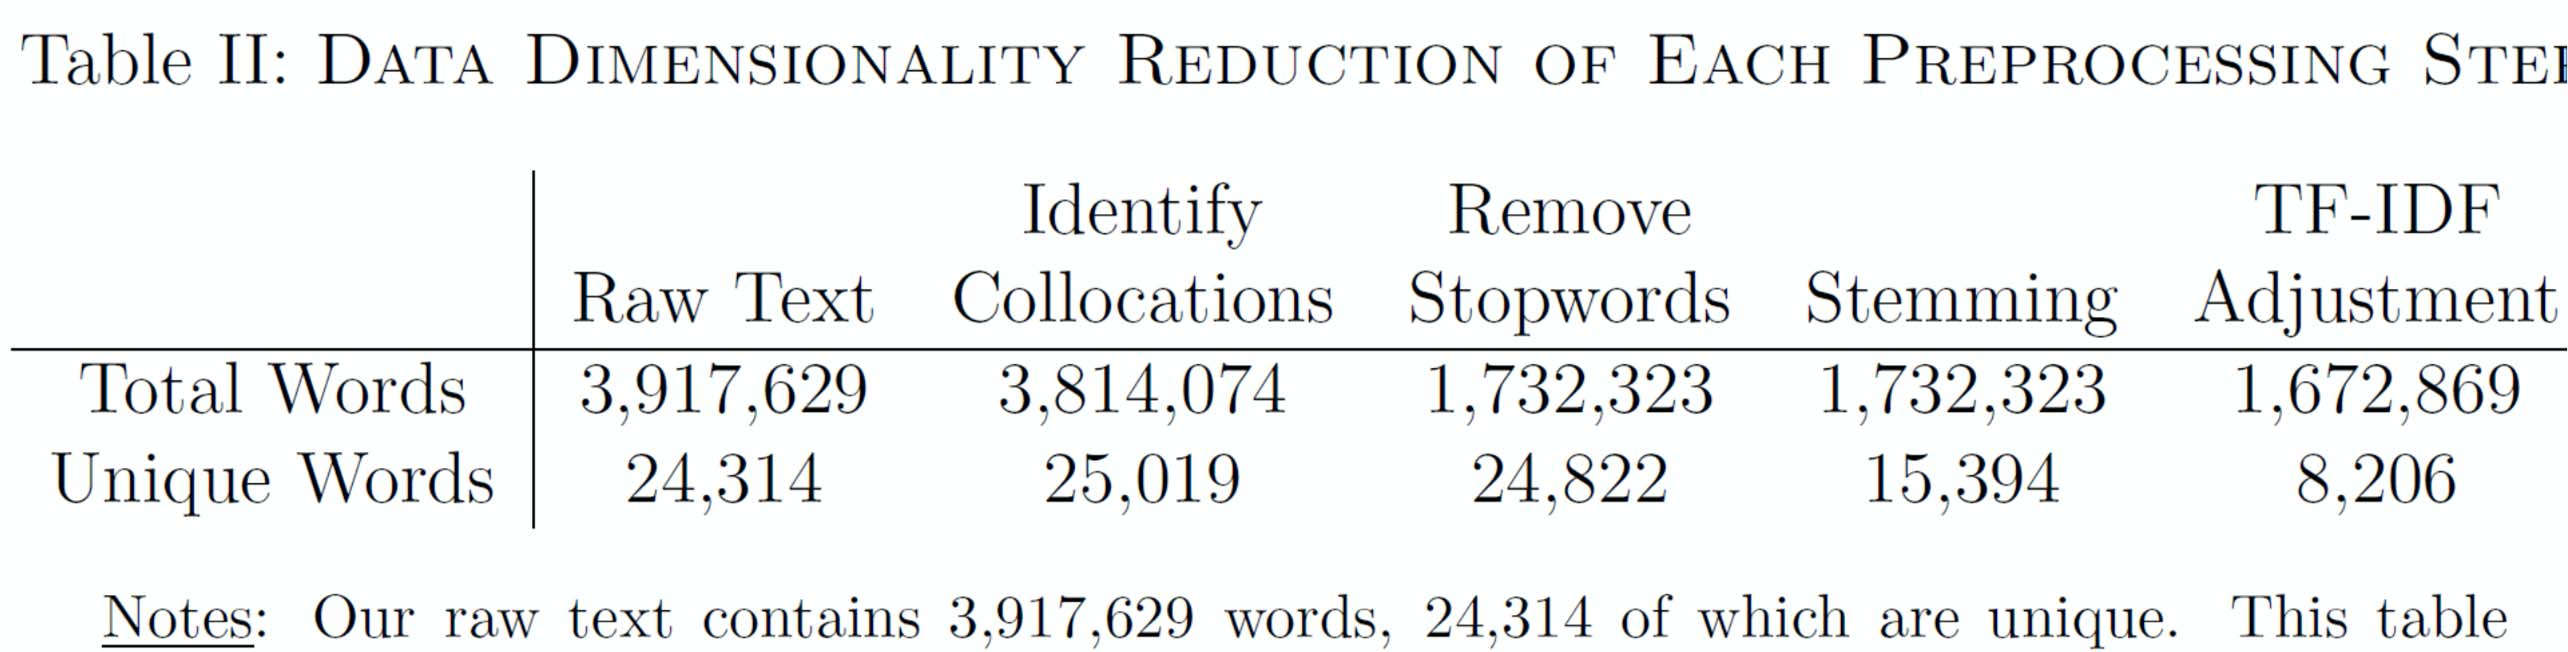 Table II: DATA DIMENSIONALITY REDUCTION OF EACH PREPROCESSING
Identify Remove TF-IDF
Raw Text Collocations Stopwords Stemming Adjustment
Total Words 3,917,629 3,814,074 1,732,323 1,732,323 1,672,869
Unique Words 24,314 25,019 24,822 15,394 8,206
Notes: Our raw text contains 3,917,629 words, 24,314 of which are unique. This table